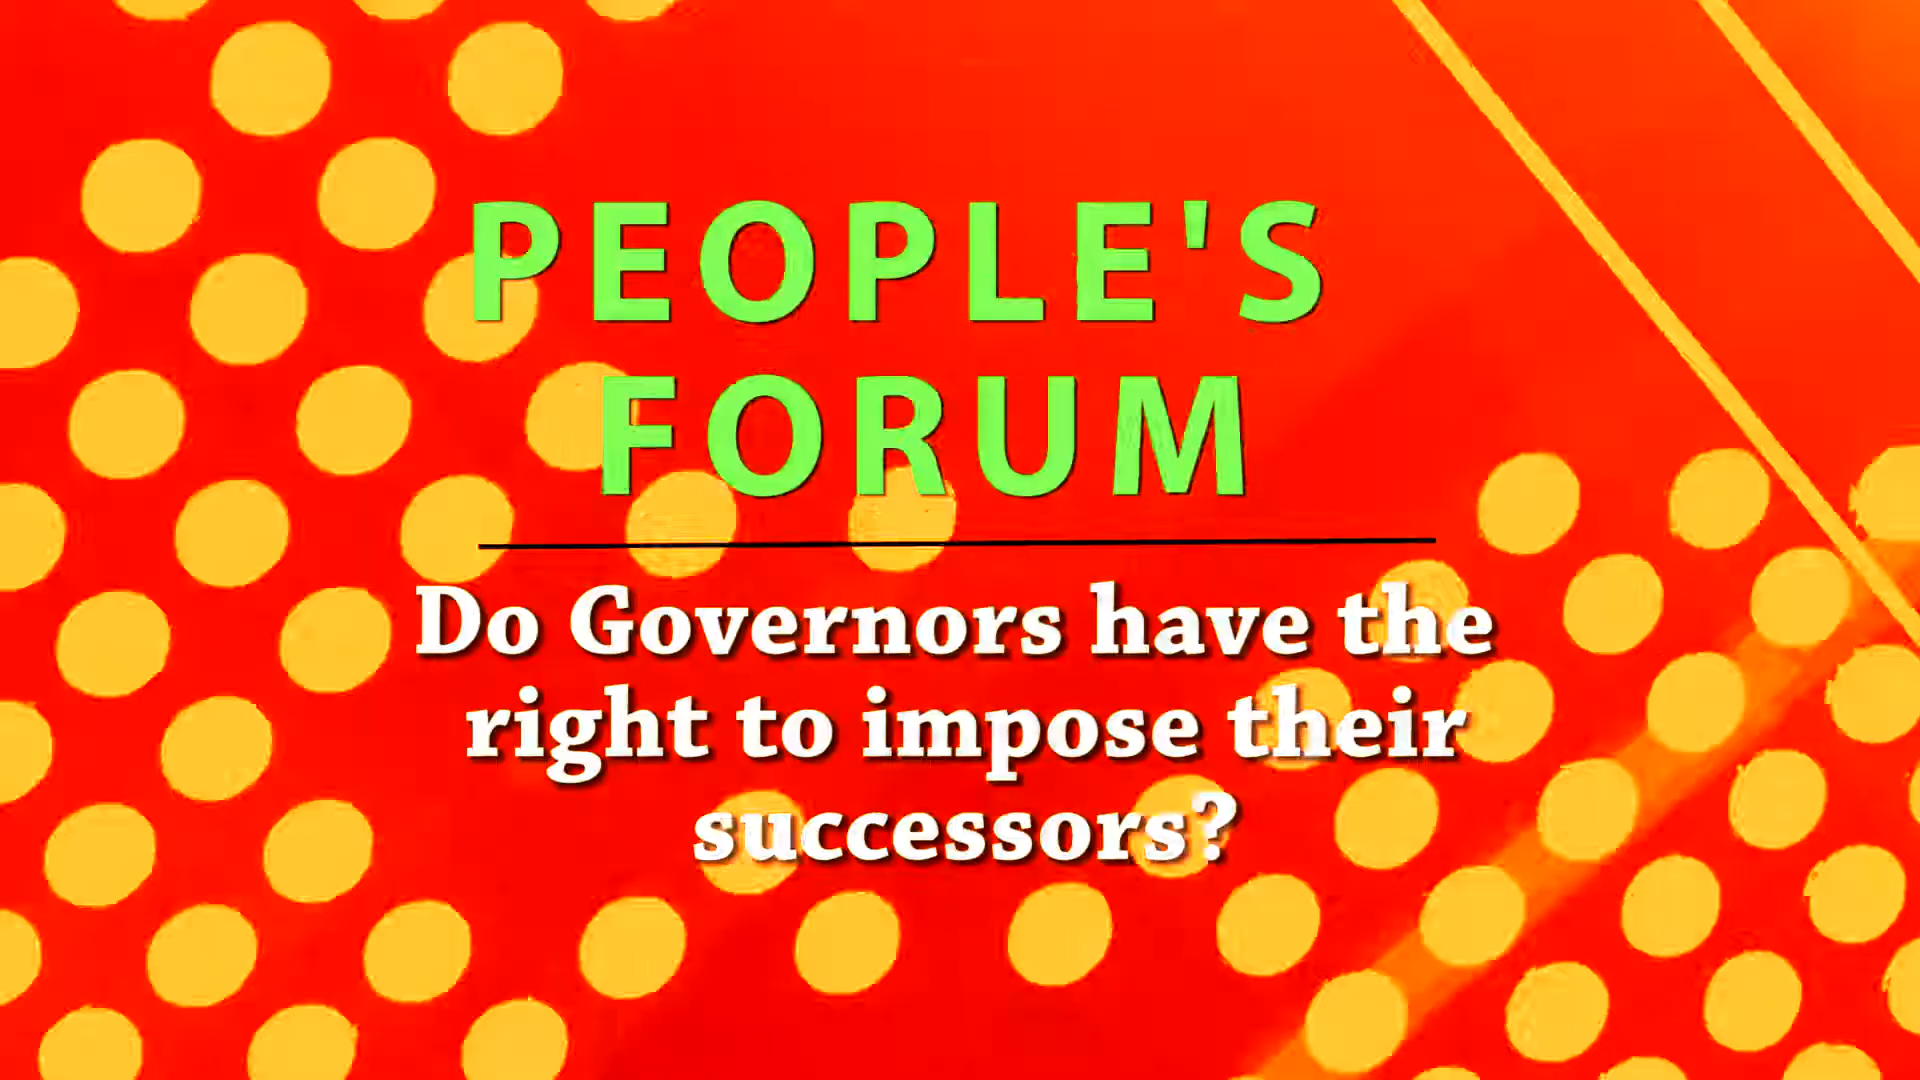 PEOPLE'S
FORUM
Do Governors have the
right to impose their
successors?